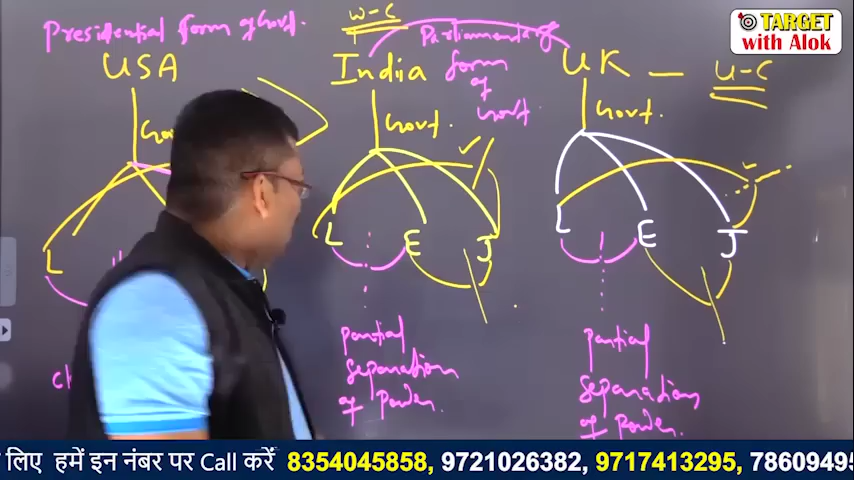 TARGET
with Alok
Presidential form of Govt.
W-C
Parliamentary
form
of
Govt.
USA
India
UK — U-C
Govt.
Govt.
L
L E J
L E J
partial
separation
of Power.
partial
separation
of Power.
लिए हमें इन नंबर पर Call करें 8354045858, 9721026382, 9717413295, 7860949